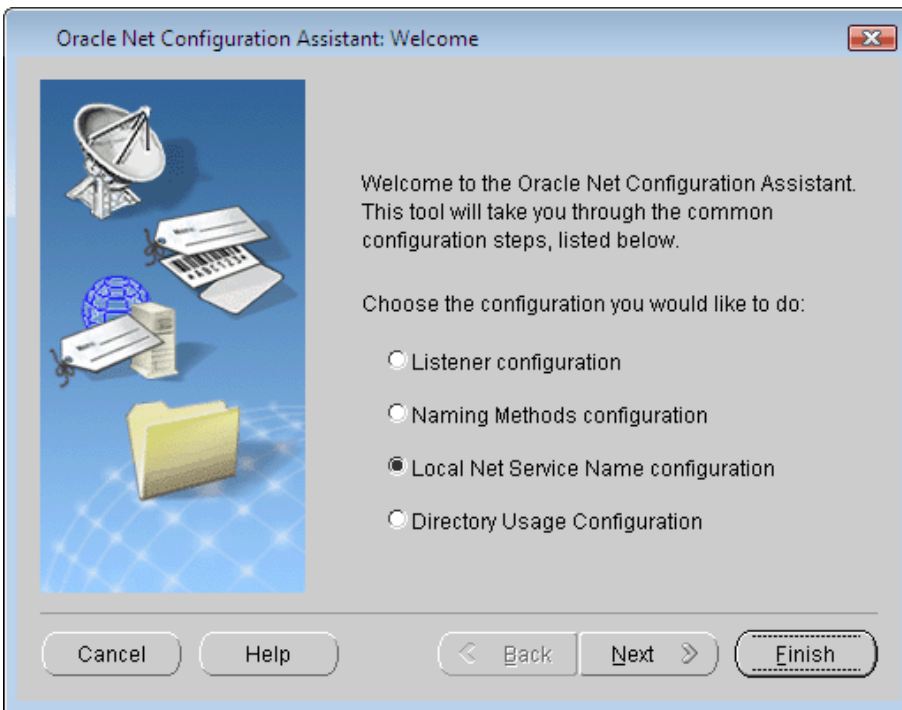 Oracle Net Configuration Assistant: Welcome
Welcome to the Oracle Net Configuration Assistant.
This tool will take you through the common
configuration steps, listed below.
Choose the configuration you would like to do:
Listener configuration
Naming Methods configuration
Local Net Service Name configuration
Directory Usage Configuration
Cancel
Help
Back
Next
Finish